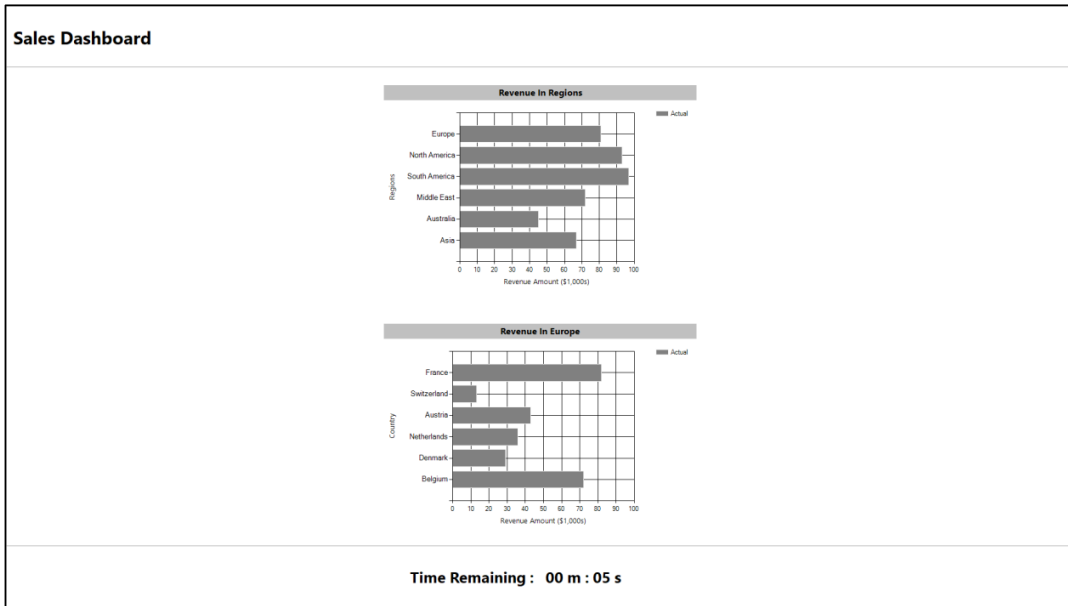 Sales Dashboard
Revenue In Regions
Actual
Regions
Europe
North America
South America
Middle East
Australia
Asia
0 10 20 30 40 50 60 70 80 90 100
Revenue Amount ($1,000s)
Revenue In Europe
Actual
Country
France
Switzerland
Austria
Netherlands
Denmark
Belgium
0 10 20 30 40 50 60 70 80 90 100
Revenue Amount ($1,000s)
Time Remaining : 00 m : 05 s